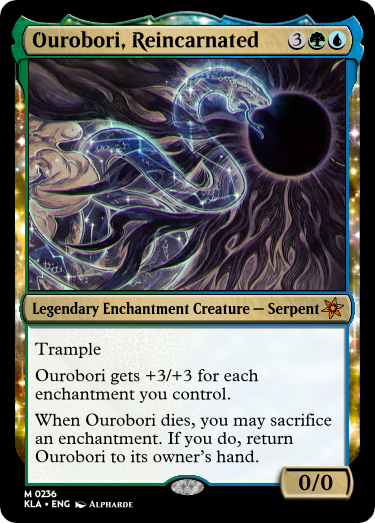 Ourobori, Reincarnated 3
Legendary Enchantment Creature — Serpent
Trample
Ourobori gets +3/+3 for each
enchantment you control.
When Ourobori dies, you may sacrifice
an enchantment. If you do, return
Ourobori to its owner's hand.
0/0
M 0236
KLA • ENG Alpharde